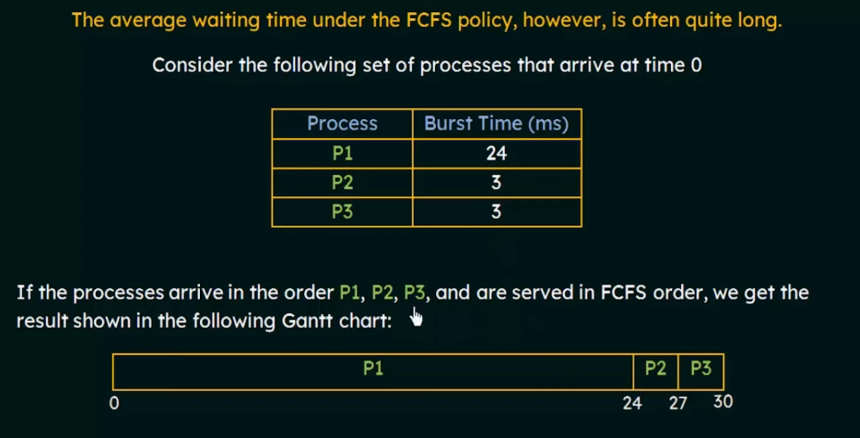 The average waiting time under the FCFS policy, however, is often quite long.
Consider the following set of processes that arrive at time 0
Process Burst Time (ms)
P1 24
P2 3
P3 3
If the processes arrive in the order P1, P2, P3, and are served in FCFS order, we get the
result shown in the following Gantt chart:
P1 P2 P3
0 24 27 30